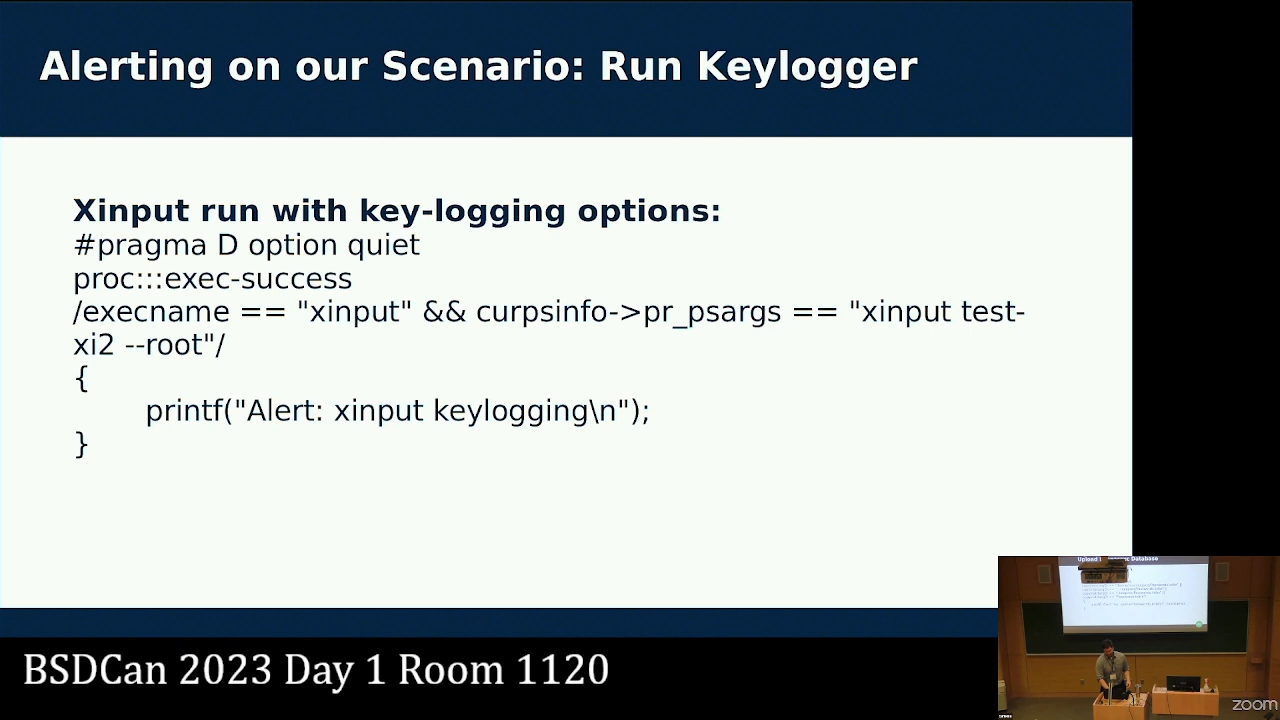 Alerting on our Scenario: Run Keylogger
Xinput run with key-logging options:
#pragma D option quiet
proc:::exec-success
/execname == "xinput" && curpsinfo->pr_psargs == "xinput test-
xi2 --root"/
{
printf("Alert: xinput keylogging\n");
}
BSDCan 2023 Day 1 Room 1120
Database
zoom